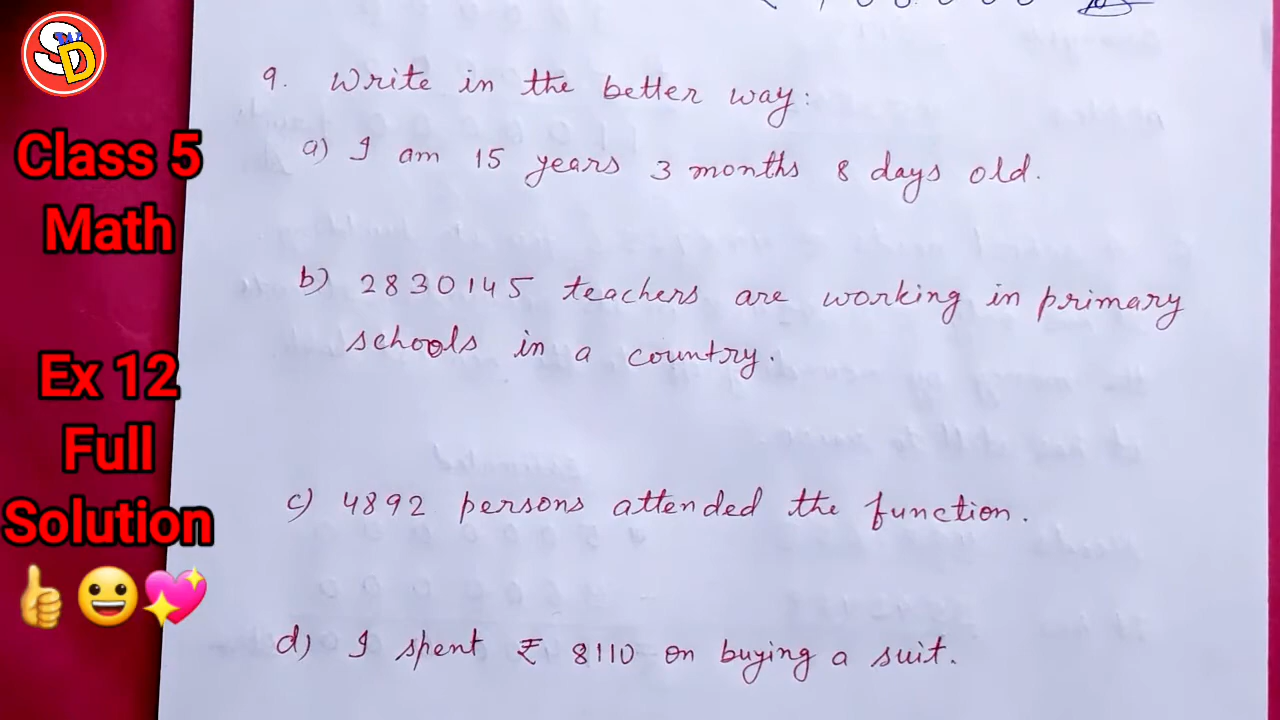 SD
9. Write in the better way:
Class 5
Math
a) I am 15 years 3 months 8 days old.
b) 2830145 teachers are working in primary
schools in a country.
Ex 12
Full
Solution
c) 4892 persons attended the function.
d) I spent ₹ 8110 on buying a suit.